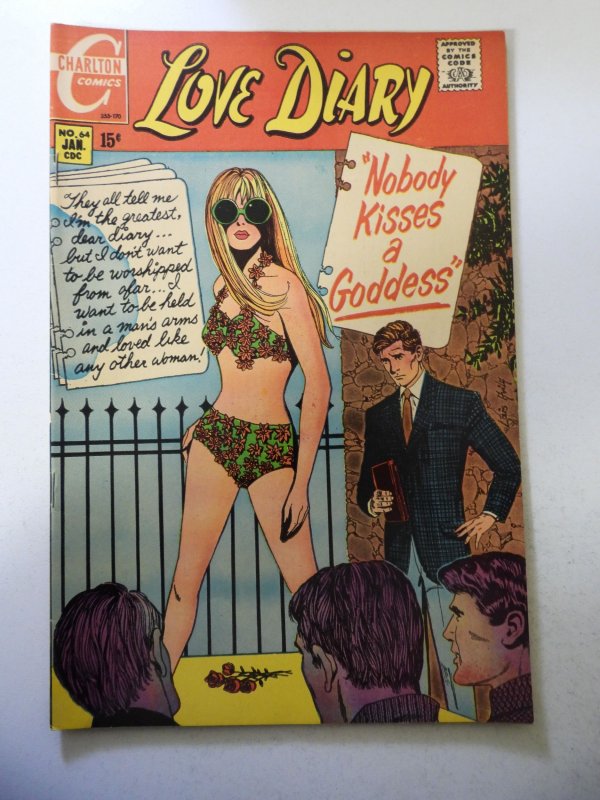 CHARLTON
COMICS
LOVE DIARY
APPROVED
BY THE
COMICS
CODE
AUTHORITY
NO. 64
JAN.
CDC
15¢
They all tell me
I'm the greatest,
dear diary...
but I don't want
to be worshipped
from afar... I
want to be held
in a man's arms
and loved like
any other woman!
"Nobody
Kisses
a
Goddess"